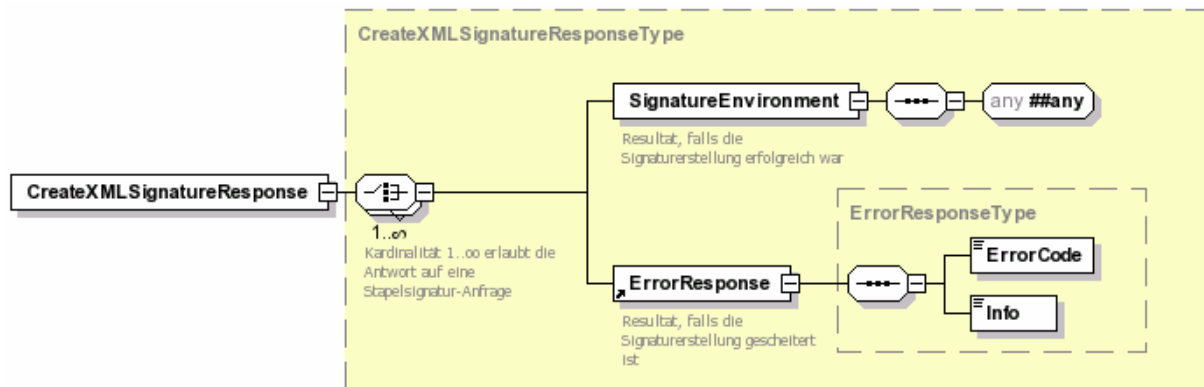 CreateXMLSignatureResponseType
SignatureEnvironment
any ##any
Resultat, falls die
Signaturerstellung erfolgreich war
CreateXMLSignatureResponse
1..∞
Kardinalität 1..oo erlaubt die
Antwort auf eine
Stapelsignatur-Anfrage
ErrorResponseType
ErrorResponse
ErrorCode
Info
Resultat, falls die
Signaturerstellung gescheitert
ist